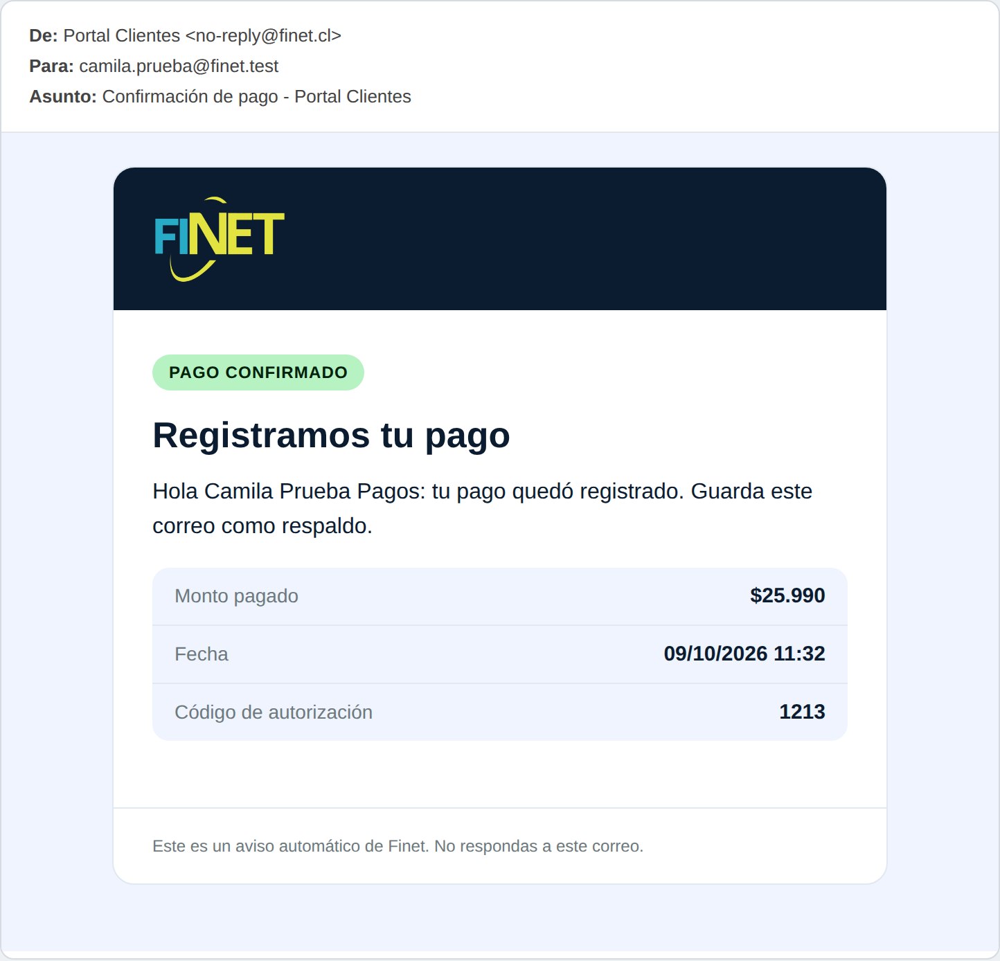 De: Portal Clientes <no-reply@finet.cl>
Para: camila.prueba@finet.test
Asunto: Confirmación de pago - Portal Clientes
FINET
PAGO CONFIRMADO
Registramos tu pago
Hola Camila Prueba Pagos: tu pago quedó registrado. Guarda este
correo como respaldo.
Monto pagado $25.990
Fecha 09/10/2026 11:32
Código de autorización 1213
Este es un aviso automático de Finet. No respondas a este correo.